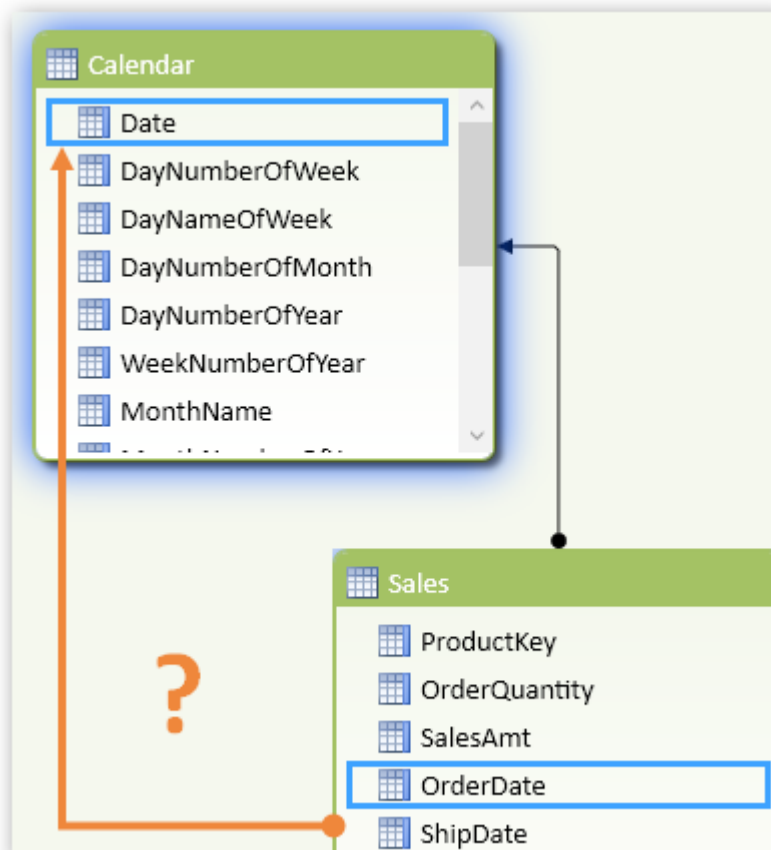 Calendar
Date
DayNumberOfWeek
DayNameOfWeek
DayNumberOfMonth
DayNumberOfYear
WeekNumberOfYear
MonthName
?
Sales
ProductKey
OrderQuantity
SalesAmt
OrderDate
ShipDate